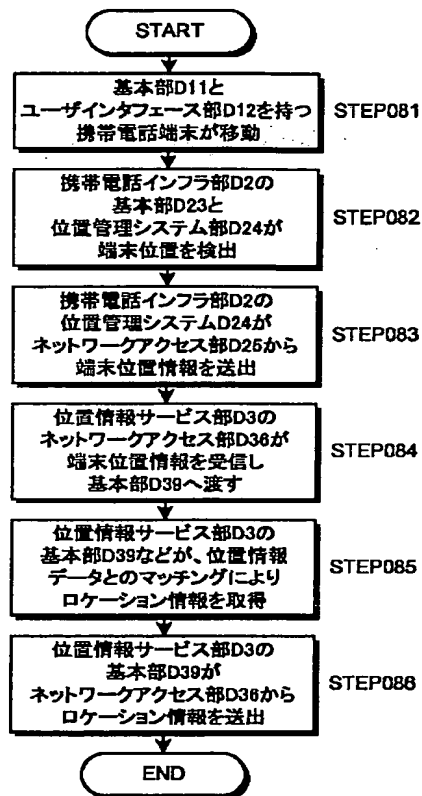 START
基本部D11と
ユーザインタフェース部D12を持つ
携帯電話端末が移動
STEP081
携帯電話インフラ部D2の
基本部D23と
位置管理システム部D24が
端末位置を検出
STEP082
携帯電話インフラ部D2の
位置管理システムD24が
ネットワークアクセス部D25から
端末位置情報を送出
STEP083
位置情報サービス部D3の
ネットワークアクセス部D36が
端末位置情報を受信し
基本部D39へ渡す
STEP084
位置情報サービス部D3の
基本部D39などが、位置情報
データとのマッチングにより
ロケーション情報を取得
STEP085
位置情報サービス部D3の
基本部D39が
ネットワークアクセス部D36から
ロケーション情報を送出
STEP086
END